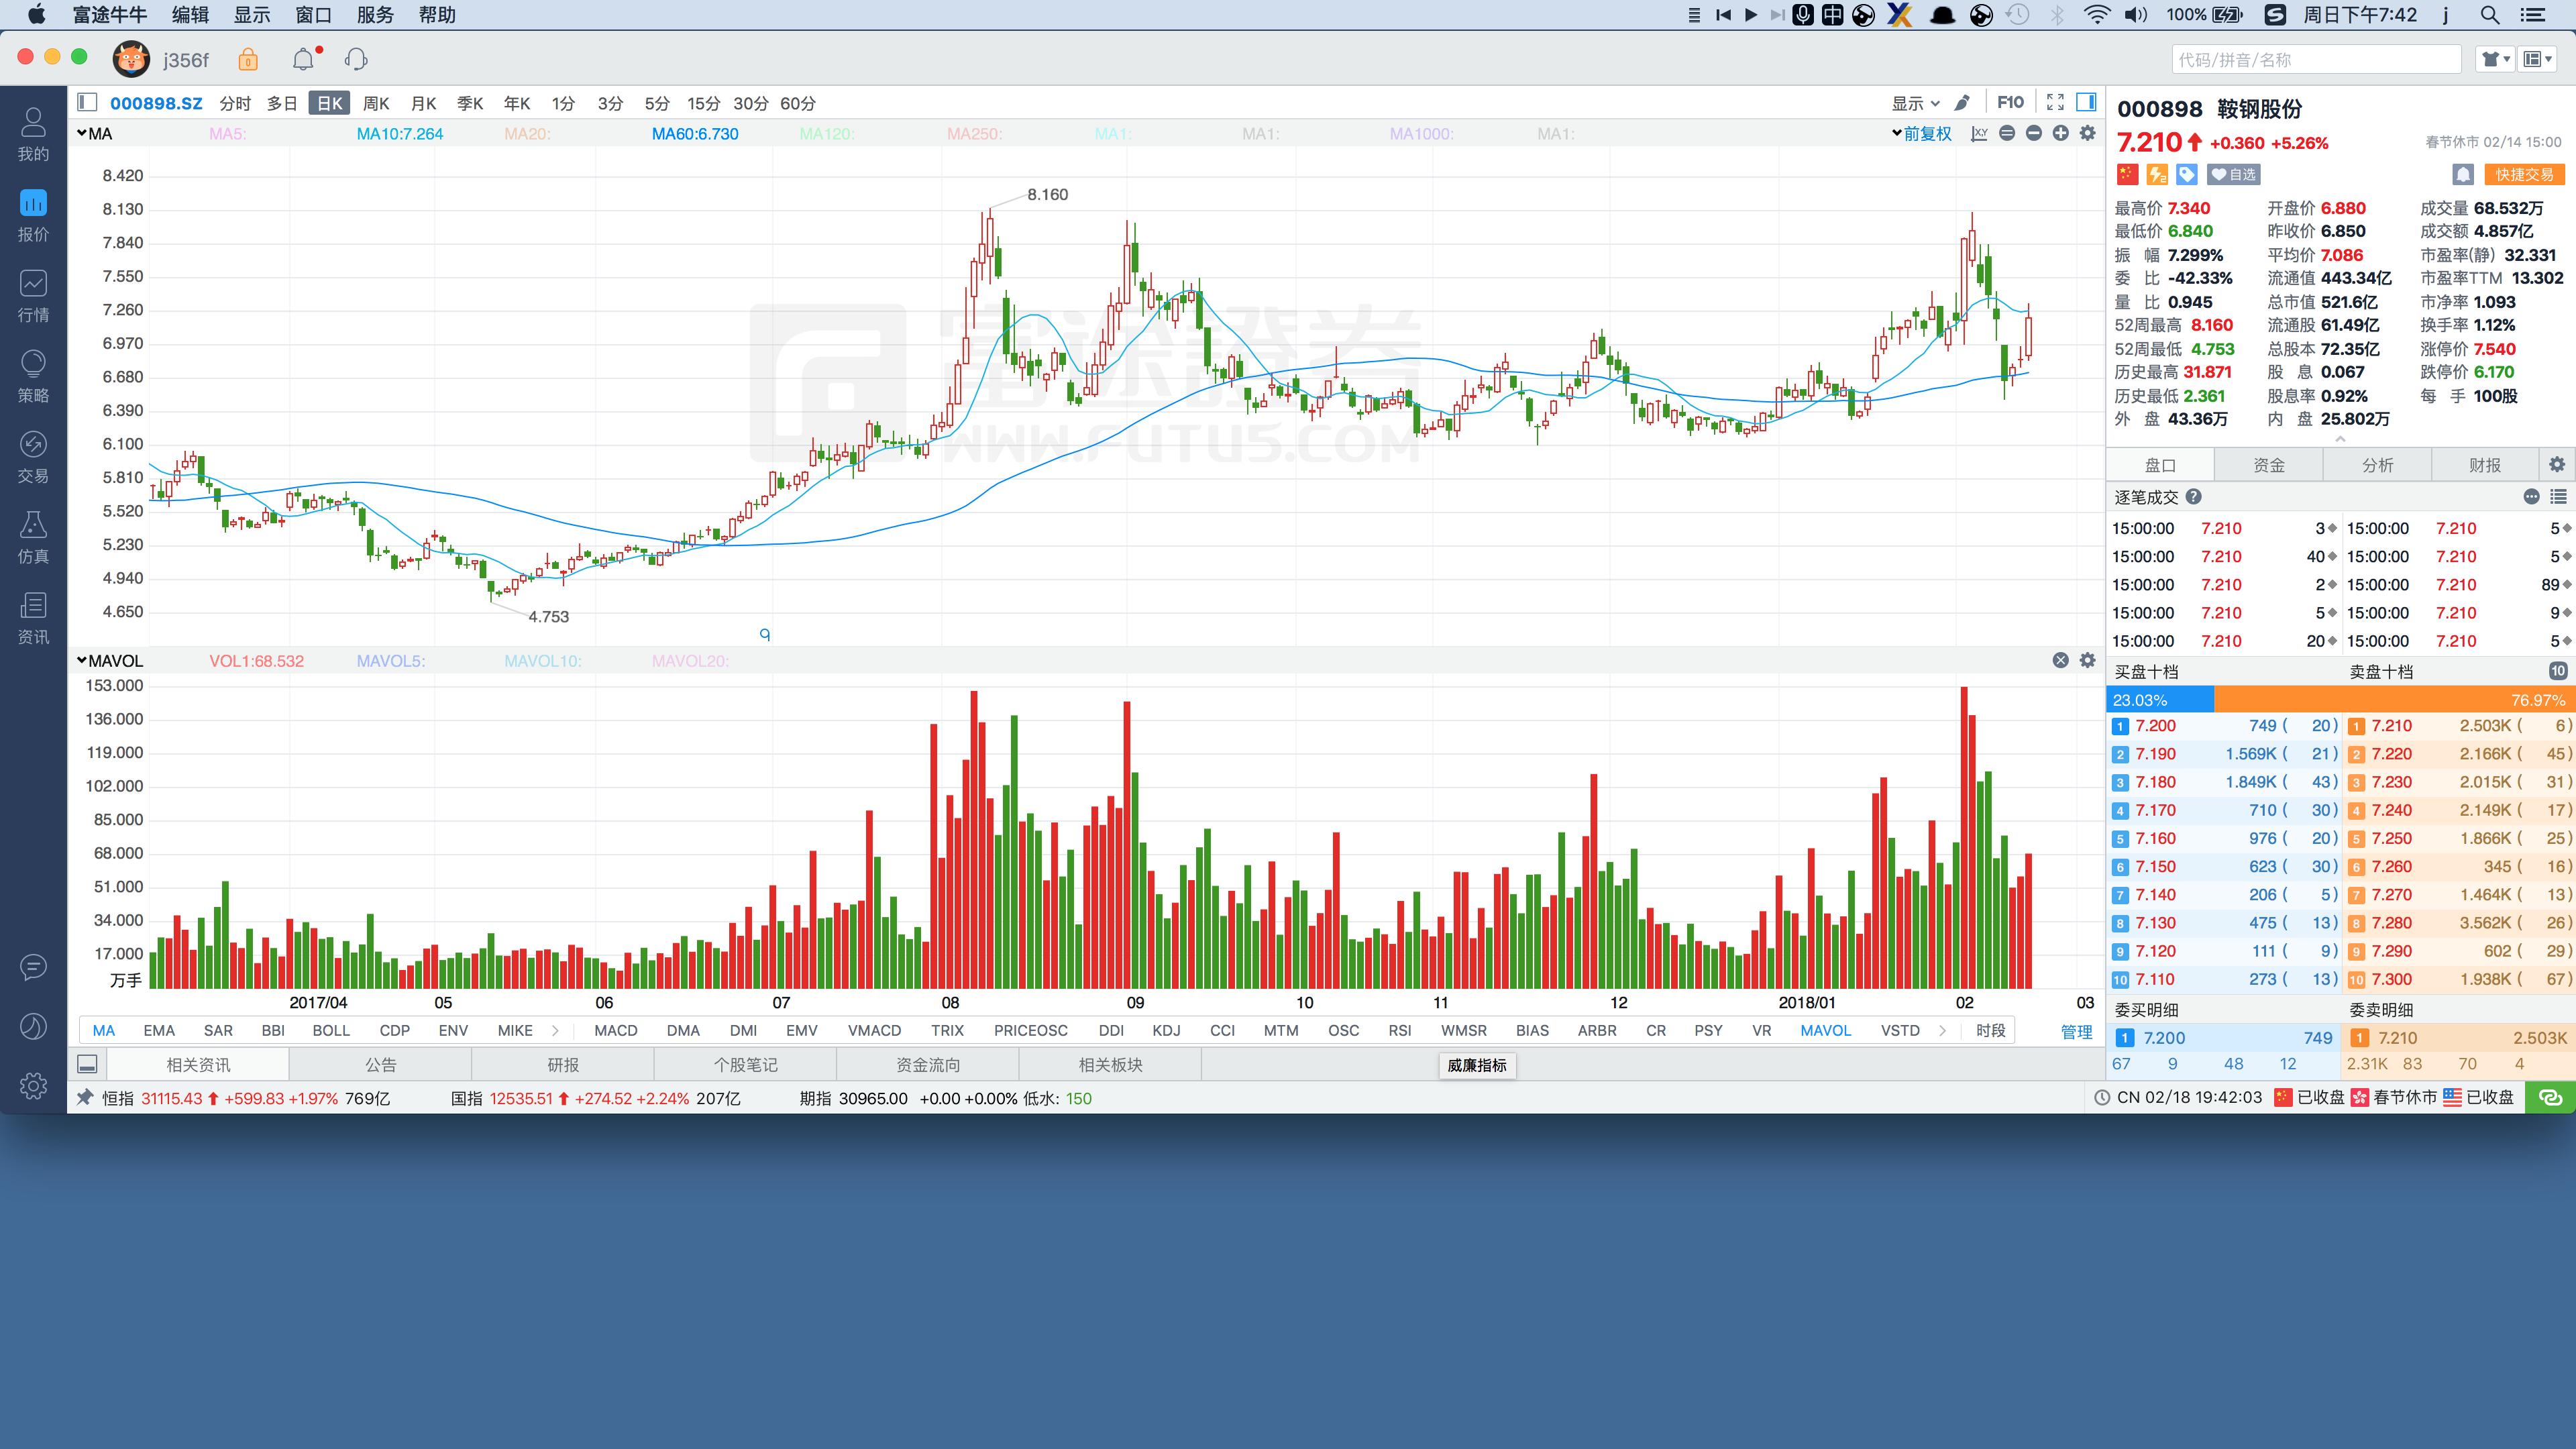 富途牛牛 编辑 显示 窗口 服务 帮助 100% 周日下午7:42 j
j356f 代码/拼音/名称
我的
报价
行情
策略
交易
仿真
资讯
000898.SZ 分时 多日 日K 周K 月K 季K 年K 1分 3分 5分 15分 30分 60分 显示 F10
MA MA5: MA10:7.264 MA20: MA60:6.730 MA120: MA250: MA1: MA1: MA1000: MA1: 前复权
8.420
8.130
7.840
7.550
7.260
6.970
6.680
6.390
6.100
5.810
5.520
5.230
4.940
4.650
8.160
4.753
富途證券
WWW.FUTU5.COM
q
MAVOL VOL1:68.532 MAVOL5: MAVOL10: MAVOL20:
153.000
136.000
119.000
102.000
85.000
68.000
51.000
34.000
17.000
万手
2017/04 05 06 07 08 09 10 11 12 2018/01 02 03
MA EMA SAR BBI BOLL CDP ENV MIKE MACD DMA DMI EMV VMACD TRIX PRICEOSC DDI KDJ CCI MTM OSC RSI WMSR BIAS ARBR CR PSY VR MAVOL VSTD 时段 管理
相关资讯 公告 研报 个股笔记 资金流向 相关板块 威廉指标
恒指 31115.43 +599.83 +1.97% 769亿 国指 12535.51 +274.52 +2.24% 207亿 期指 30965.00 +0.00 +0.00% 低水: 150 CN 02/18 19:42:03 已收盘 春节休市 已收盘
000898 鞍钢股份
7.210 +0.360 +5.26% 春节休市 02/14 15:00
自选 快捷交易
最高价 7.340 开盘价 6.880 成交量 68.532万
最低价 6.840 昨收价 6.850 成交额 4.857亿
振 幅 7.299% 平均价 7.086 市盈率(静) 32.331
委 比 -42.33% 流通值 443.34亿 市盈率TTM 13.302
量 比 0.945 总市值 521.6亿 市净率 1.093
52周最高 8.160 流通股 61.49亿 换手率 1.12%
52周最低 4.753 总股本 72.35亿 涨停价 7.540
历史最高 31.871 股 息 0.067 跌停价 6.170
历史最低 2.361 股息率 0.92% 每 手 100股
外 盘 43.36万 内 盘 25.802万
盘口 资金 分析 财报
逐笔成交
15:00:00 7.210 3 15:00:00 7.210 5
15:00:00 7.210 40 15:00:00 7.210 5
15:00:00 7.210 2 15:00:00 7.210 89
15:00:00 7.210 5 15:00:00 7.210 9
15:00:00 7.210 20 15:00:00 7.210 5
买盘十档 卖盘十档 10
23.03% 76.97%
1 7.200 749 ( 20) 1 7.210 2.503K ( 6)
2 7.190 1.569K ( 21) 2 7.220 2.166K ( 45)
3 7.180 1.849K ( 43) 3 7.230 2.015K ( 31)
4 7.170 710 ( 30) 4 7.240 2.149K ( 17)
5 7.160 976 ( 20) 5 7.250 1.866K ( 25)
6 7.150 623 ( 30) 6 7.260 345 ( 16)
7 7.140 206 ( 5) 7 7.270 1.464K ( 13)
8 7.130 475 ( 13) 8 7.280 3.562K ( 26)
9 7.120 111 ( 9) 9 7.290 602 ( 29)
10 7.110 273 ( 13) 10 7.300 1.938K ( 67)
委买明细 委卖明细
1 7.200 749 1 7.210 2.503K
67 9 48 12 2.31K 83 70 4